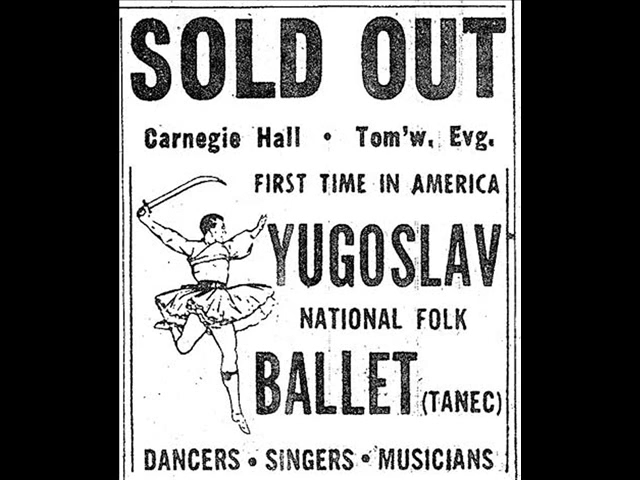 SOLD OUT
Carnegie Hall • Tom'w. Evg.
FIRST TIME IN AMERICA
YUGOSLAV
NATIONAL FOLK
BALLET (TANEC)
DANCERS • SINGERS • MUSICIANS